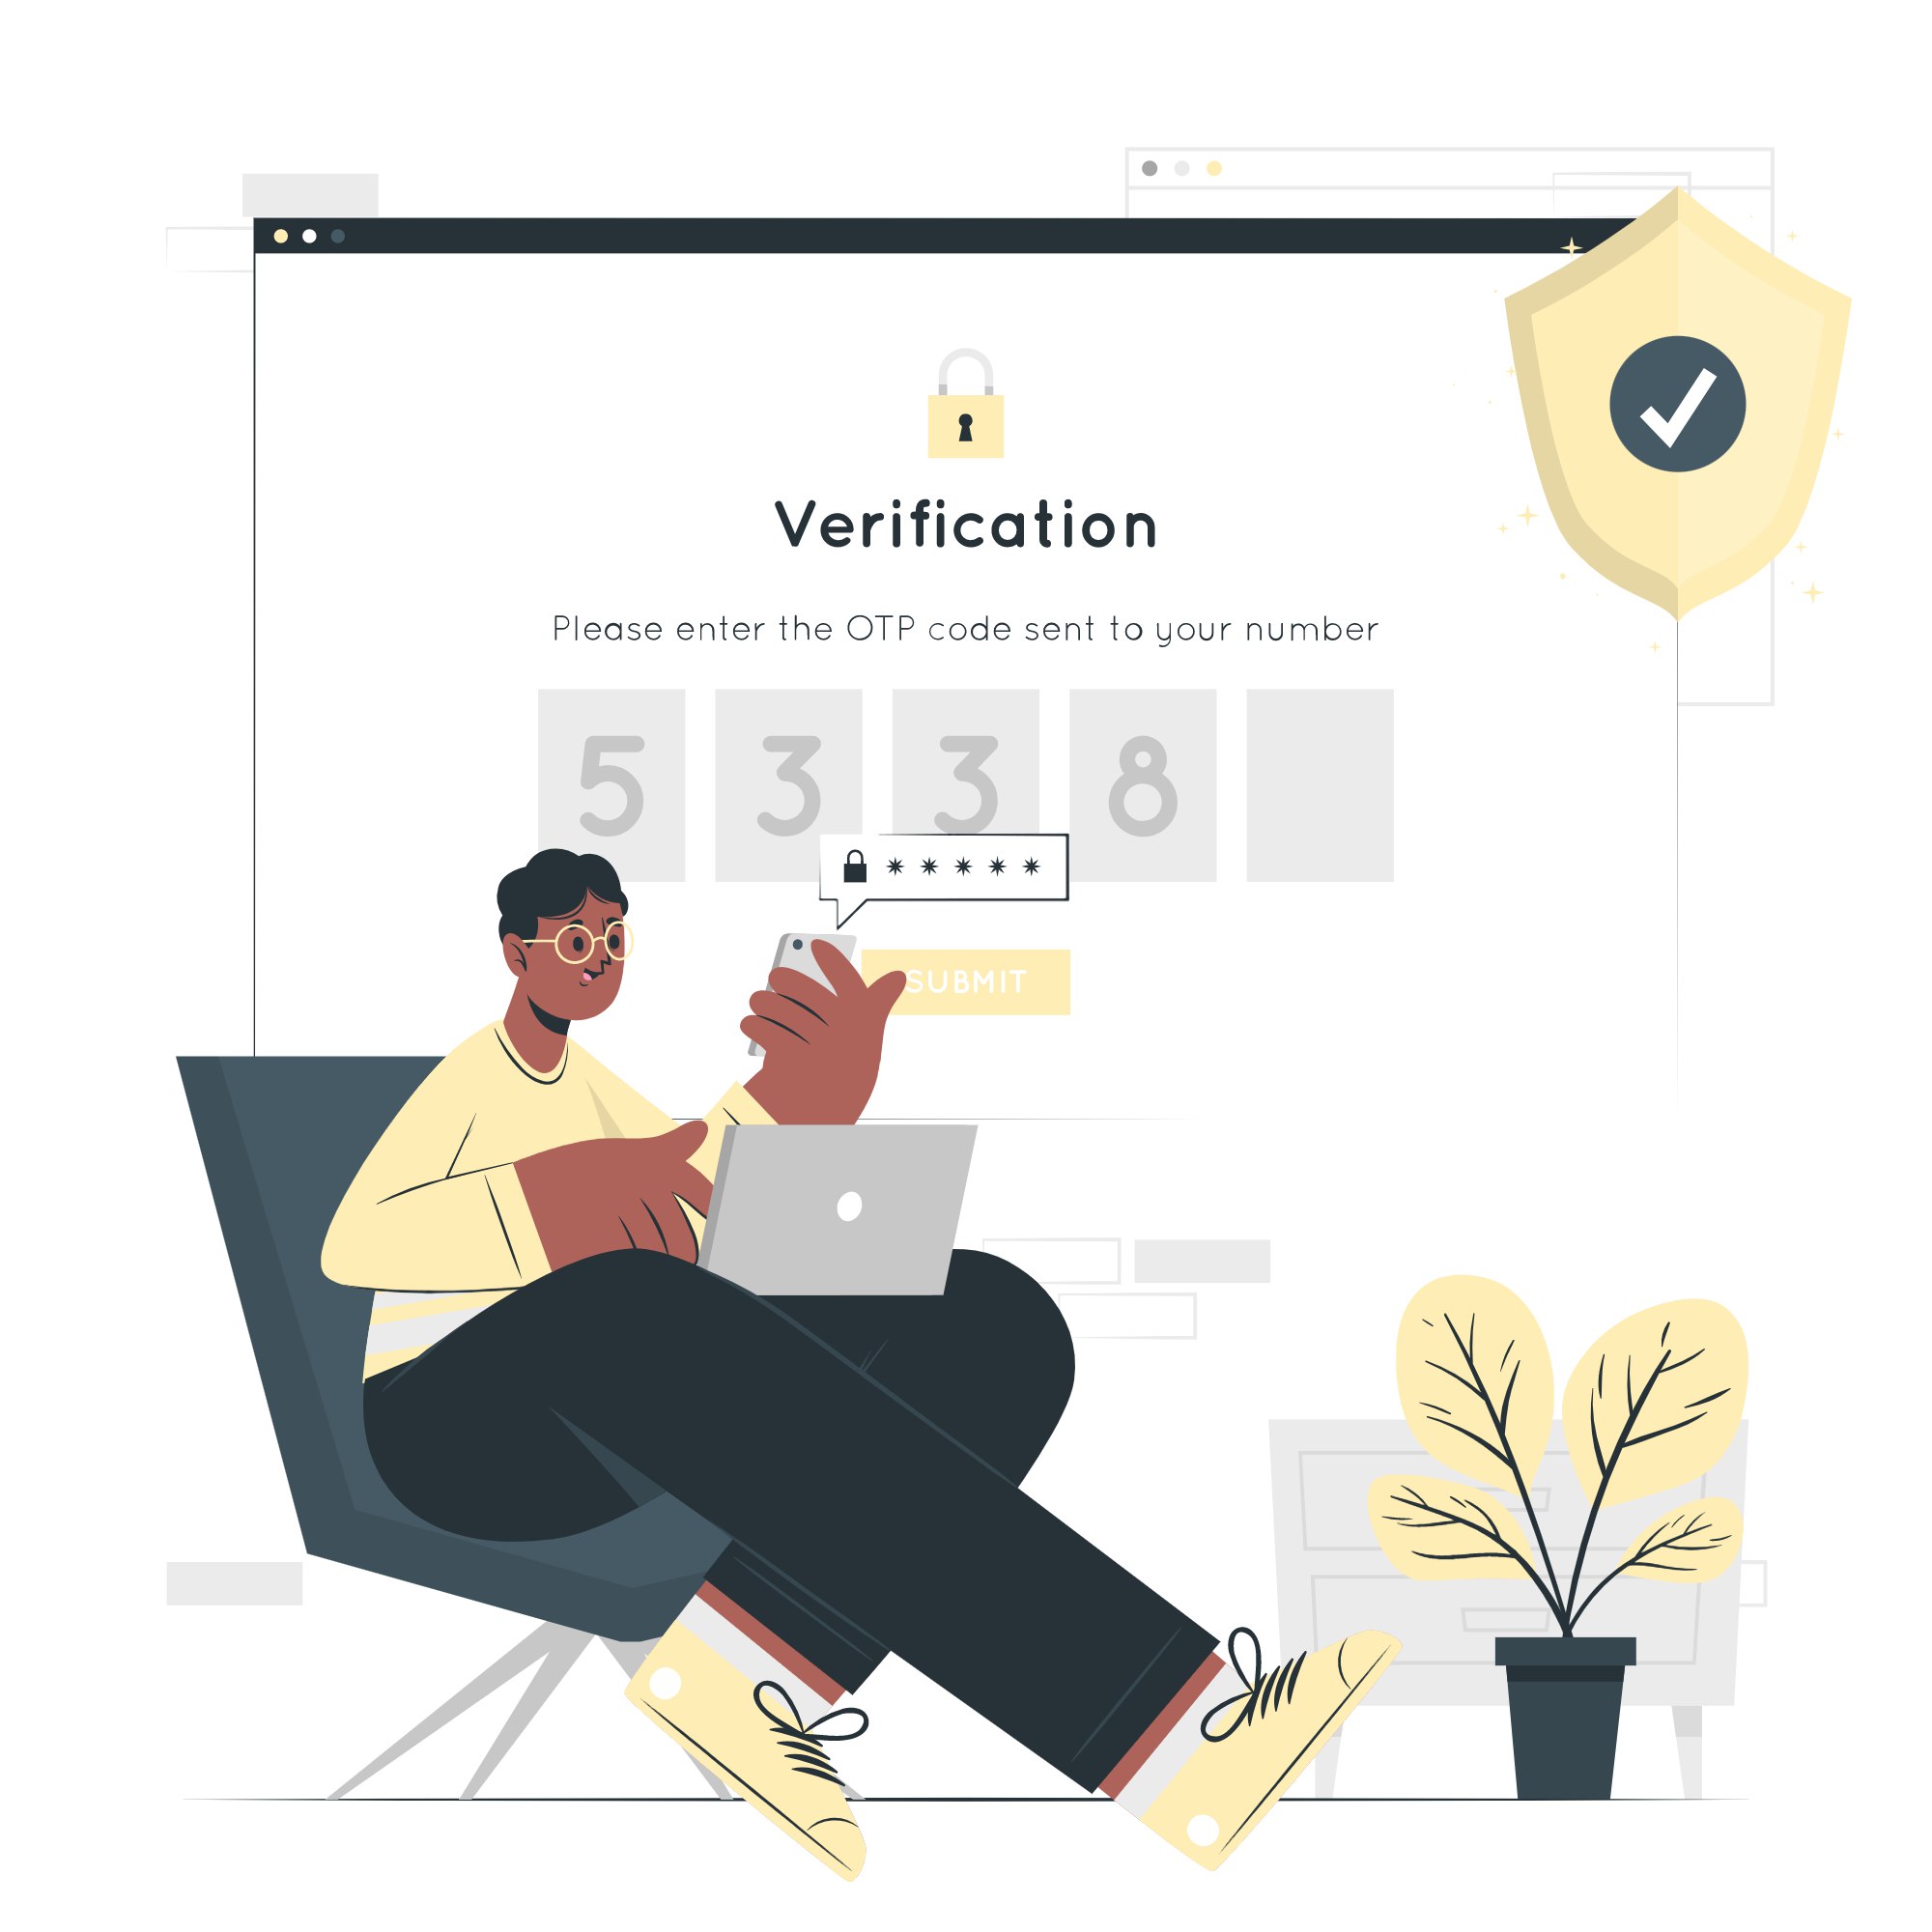 Verification
Please enter the OTP code sent to your number
5 3 3 8
* * * * *
SUBMIT